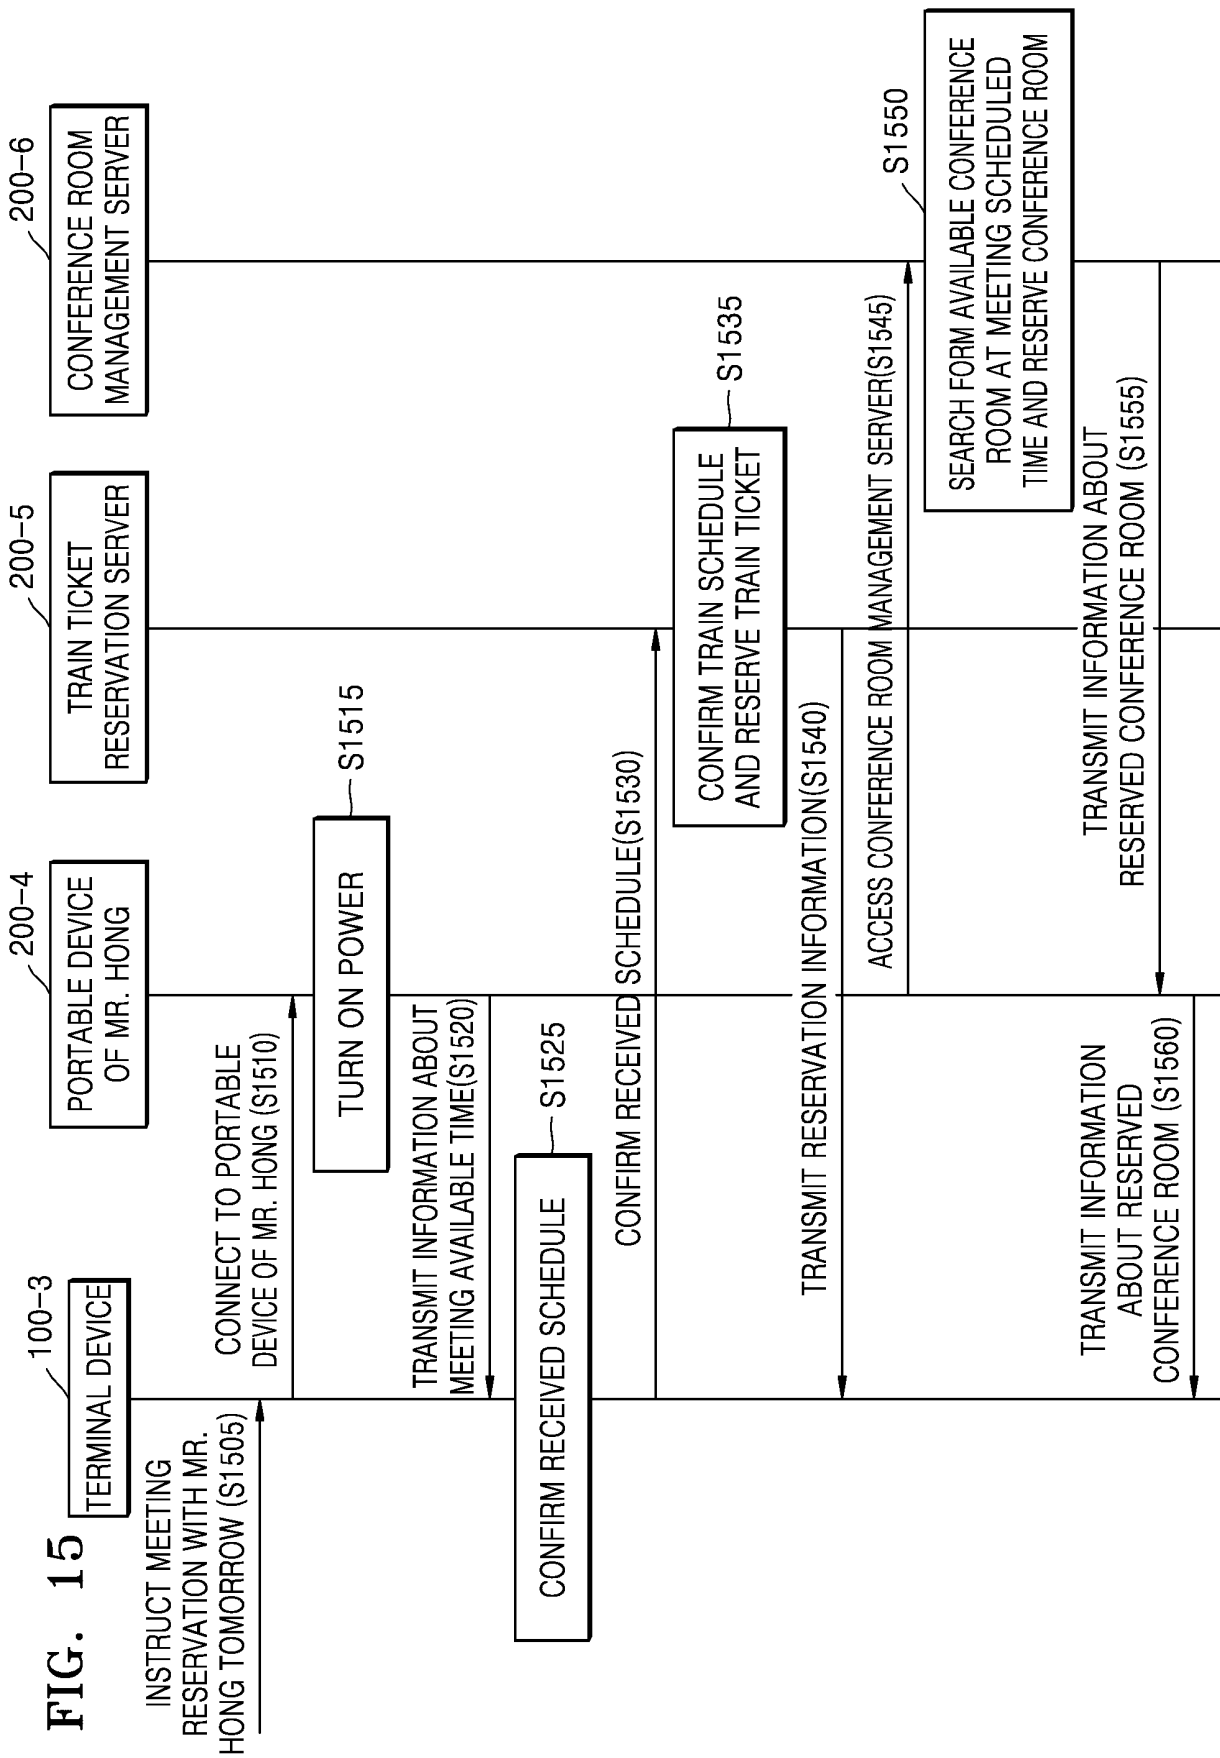 FIG. 15
100-3
TERMINAL DEVICE
200-4
PORTABLE DEVICE
OF MR. HONG
200-5
TRAIN TICKET
RESERVATION SERVER
200-6
CONFERENCE ROOM
MANAGEMENT SERVER
INSTRUCT MEETING
RESERVATION WITH MR.
HONG TOMORROW (S1505)
CONNECT TO PORTABLE
DEVICE OF MR. HONG (S1510)
TURN ON POWER
S1515
TRANSMIT INFORMATION ABOUT
MEETING AVAILABLE TIME(S1520)
CONFIRM RECEIVED SCHEDULE
S1525
CONFIRM RECEIVED SCHEDULE(S1530)
CONFIRM TRAIN SCHEDULE
AND RESERVE TRAIN TICKET
S1535
TRANSMIT RESERVATION INFORMATION(S1540)
ACCESS CONFERENCE ROOM MANAGEMENT SERVER(S1545)
SEARCH FORM AVAILABLE CONFERENCE
ROOM AT MEETING SCHEDULED
TIME AND RESERVE CONFERENCE ROOM
S1550
TRANSMIT INFORMATION ABOUT
RESERVED CONFERENCE ROOM (S1555)
TRANSMIT INFORMATION
ABOUT RESERVED
CONFERENCE ROOM (S1560)